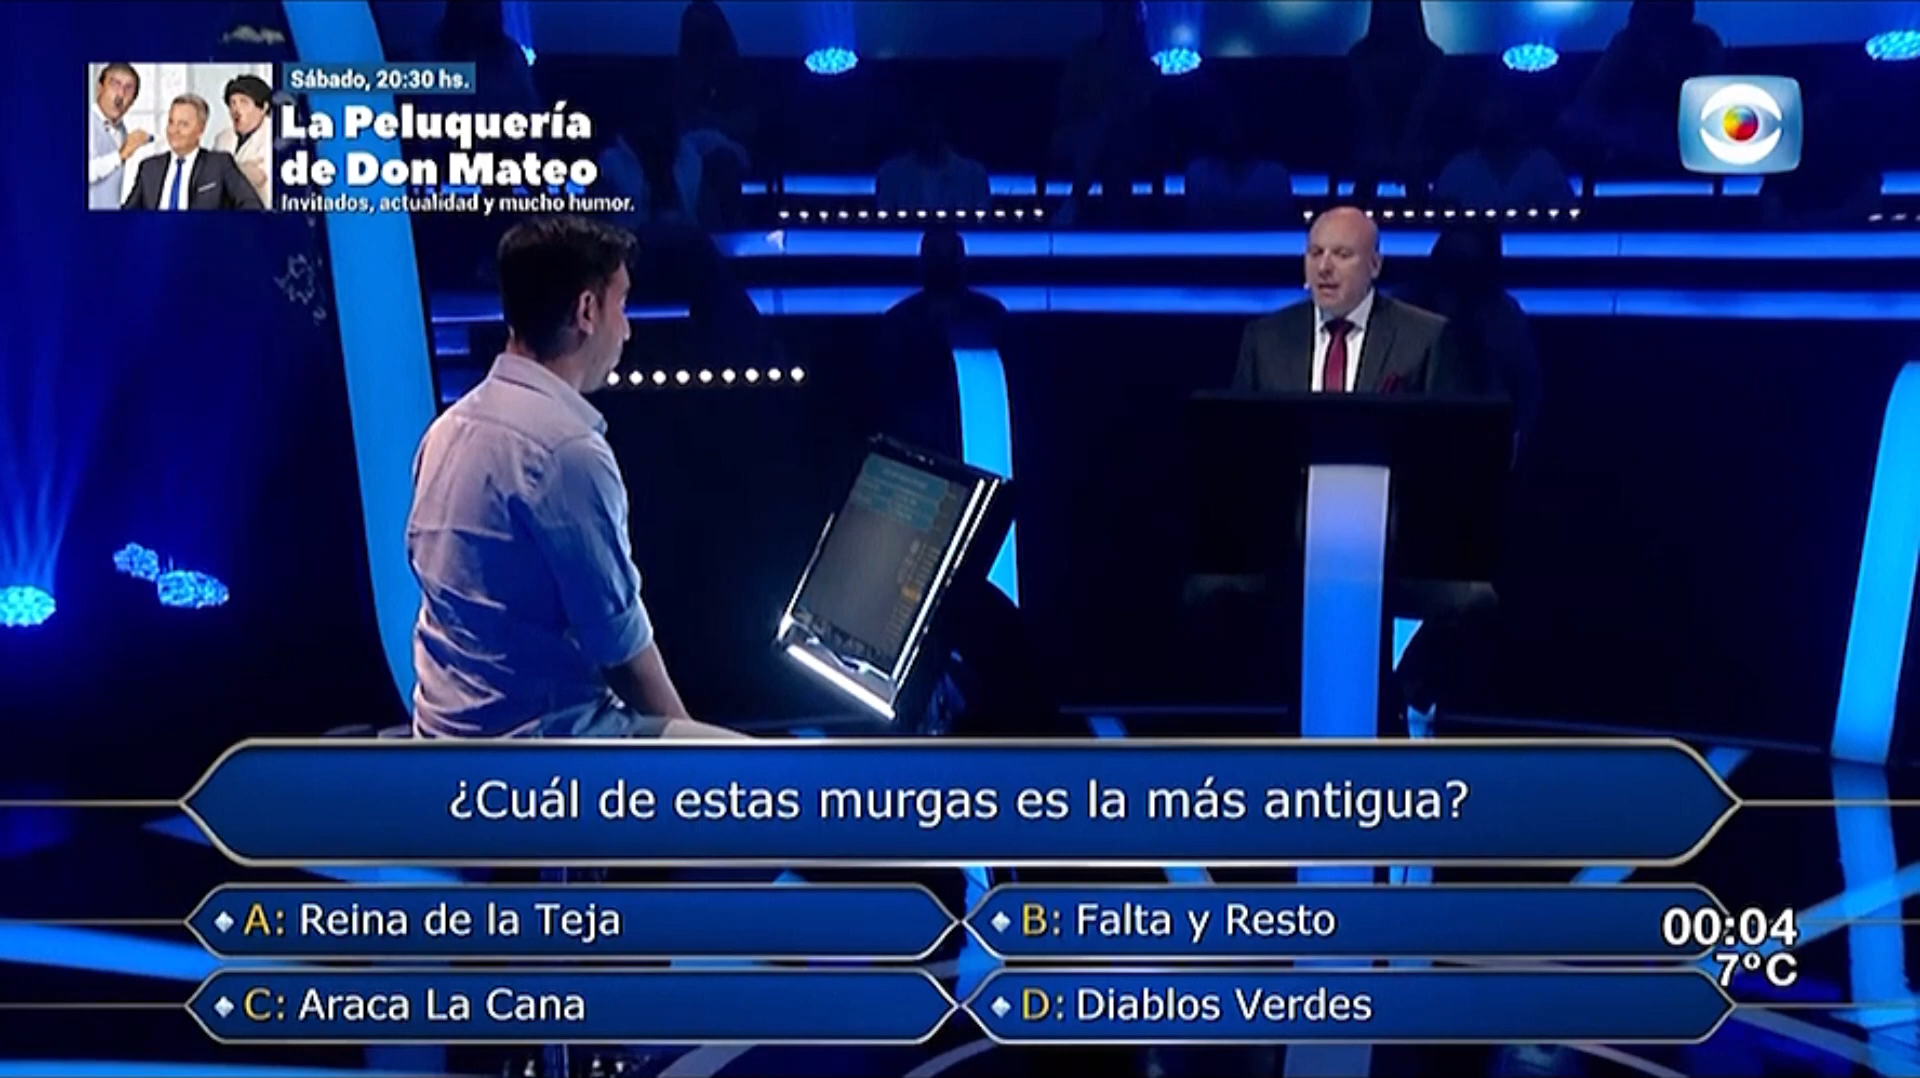 Sábado, 20:30 hs.
La Peluquería
de Don Mateo
Invitados, actualidad y mucho humor.
¿Cuál de estas murgas es la más antigua?
A: Reina de la Teja
B: Falta y Resto
C: Araca La Cana
D: Diablos Verdes
00:04
7°C